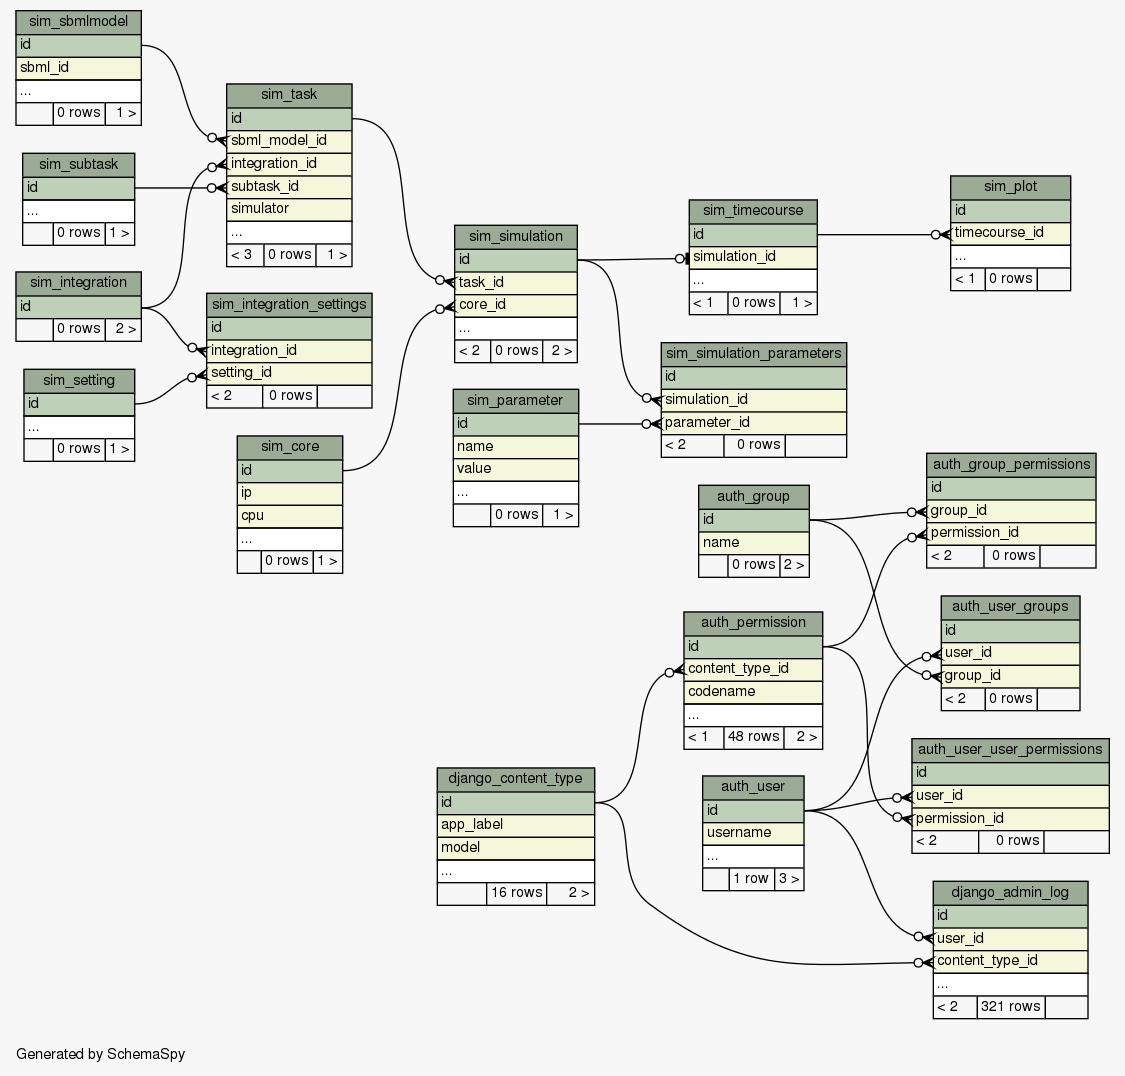 sim_sbmlmodel
id
sbml_id
...
0 rows 1 >
sim_task
id
sbml_model_id
integration_id
subtask_id
simulator
...
< 3 0 rows 1 >
sim_subtask
id
...
0 rows 1 >
sim_integration
id
0 rows 2 >
sim_integration_settings
id
integration_id
setting_id
< 2 0 rows
sim_setting
id
...
0 rows 1 >
sim_core
id
ip
cpu
...
0 rows 1 >
sim_simulation
id
task_id
core_id
...
< 2 0 rows 2 >
sim_parameter
id
name
value
...
0 rows 1 >
sim_timecourse
id
simulation_id
...
< 1 0 rows 1 >
sim_plot
id
timecourse_id
...
< 1 0 rows
sim_simulation_parameters
id
simulation_id
parameter_id
< 2 0 rows
auth_group
id
name
0 rows 2 >
auth_group_permissions
id
group_id
permission_id
< 2 0 rows
auth_permission
id
content_type_id
codename
...
< 1 48 rows 2 >
auth_user_groups
id
user_id
group_id
< 2 0 rows
django_content_type
id
app_label
model
...
16 rows 2 >
auth_user
id
username
...
1 row 3 >
auth_user_user_permissions
id
user_id
permission_id
< 2 0 rows
django_admin_log
id
user_id
content_type_id
...
< 2 321 rows
Generated by SchemaSpy